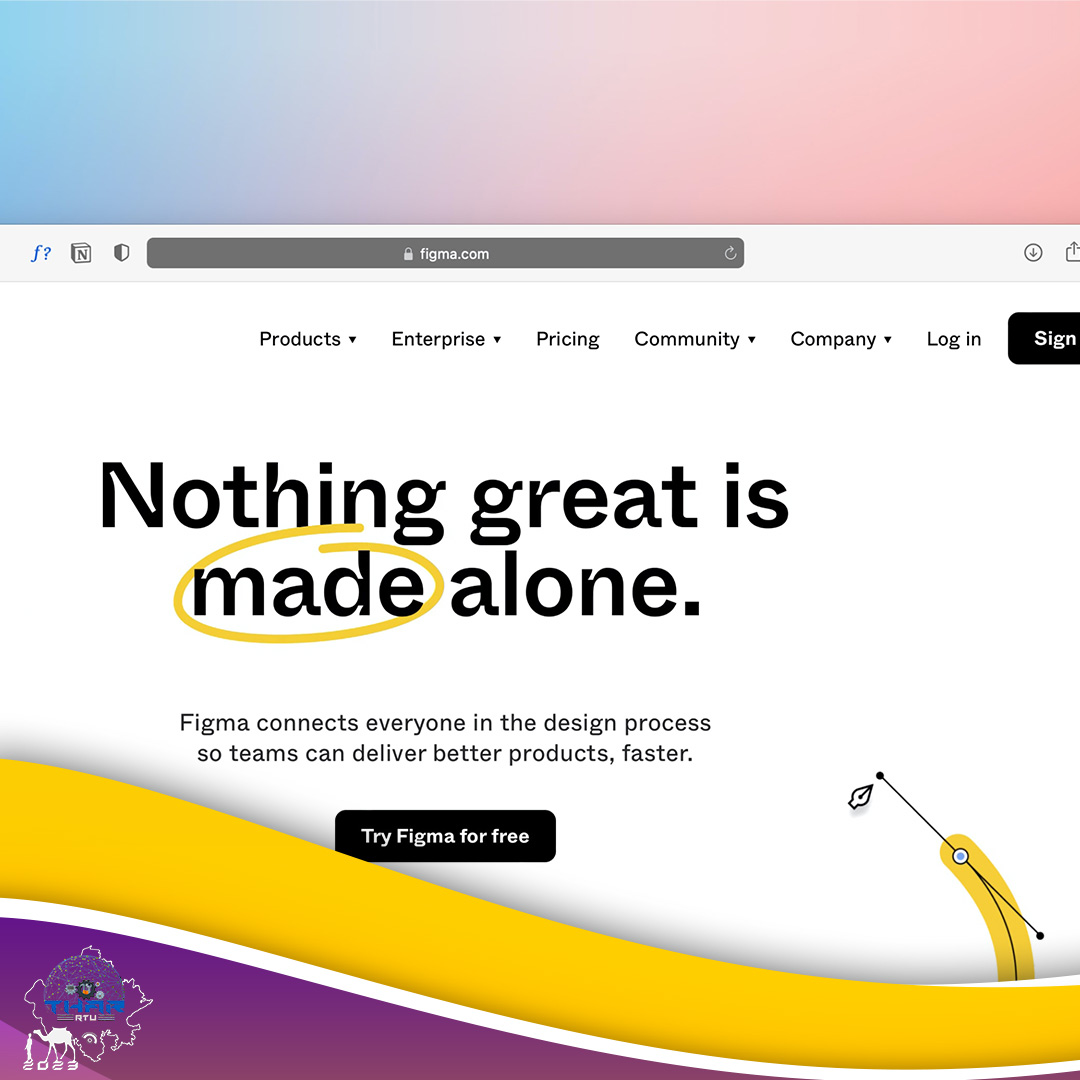 f?
N
figma.com
Products ▾ Enterprise ▾ Pricing Community ▾ Company ▾ Log in Sign
Nothing great is
made alone.
Figma connects everyone in the design process
so teams can deliver better products, faster.
Try Figma for free
THAR
RTU
2023